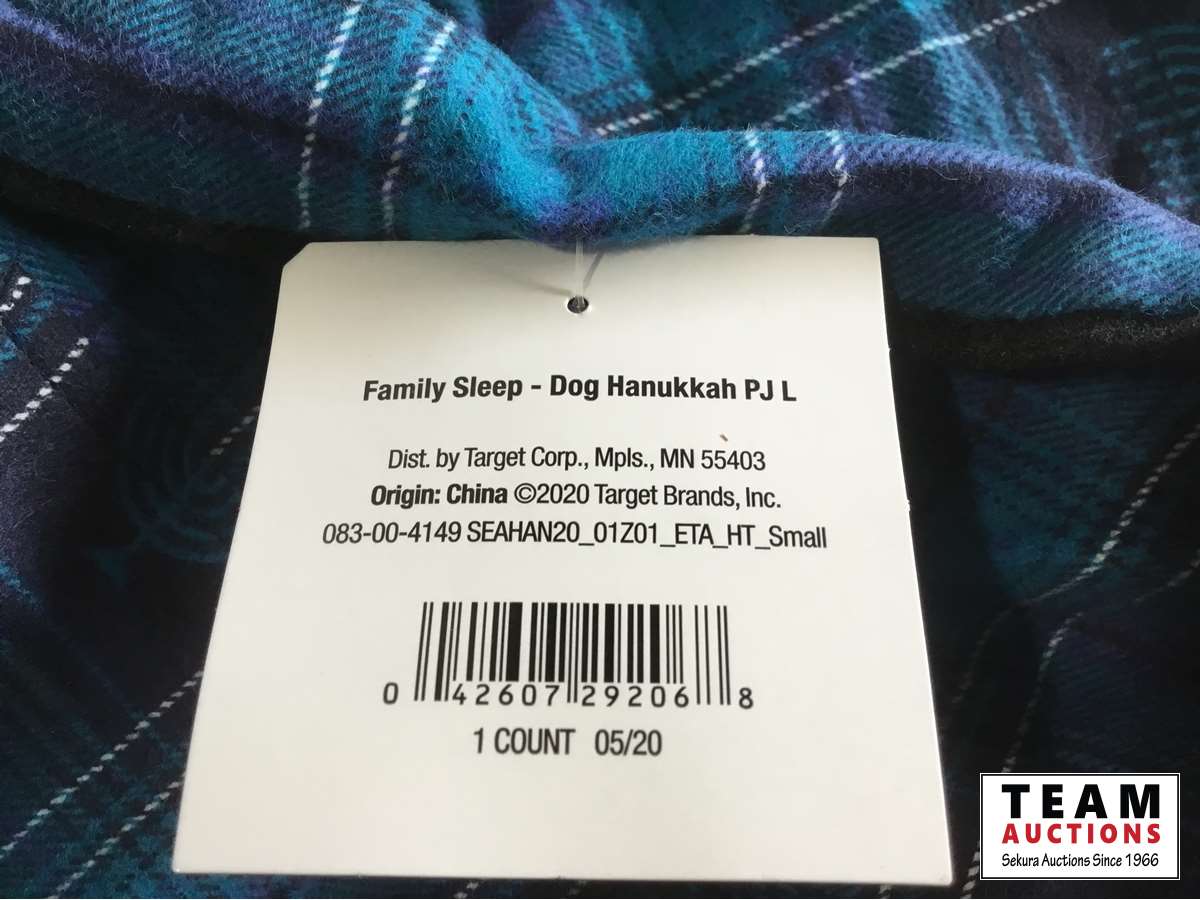 Family Sleep - Dog Hanukkah PJ L
Dist. by Target Corp., Mpls., MN 55403
Origin: China ©2020 Target Brands, Inc.
083-00-4149 SEAHAN20_01Z01_ETA_HT_Small
0 42607 29206 8
1 COUNT 05/20
TEAM
AUCTIONS
Sekura Auctions Since 1966